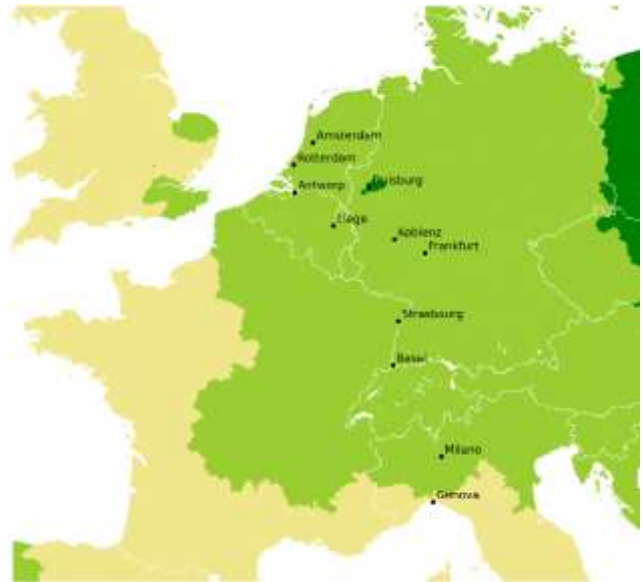 Amsterdam
Rotterdam
Antwerp
Duisburg
Liege
Koblenz
Frankfurt
Strasbourg
Basel
Milano
Genova